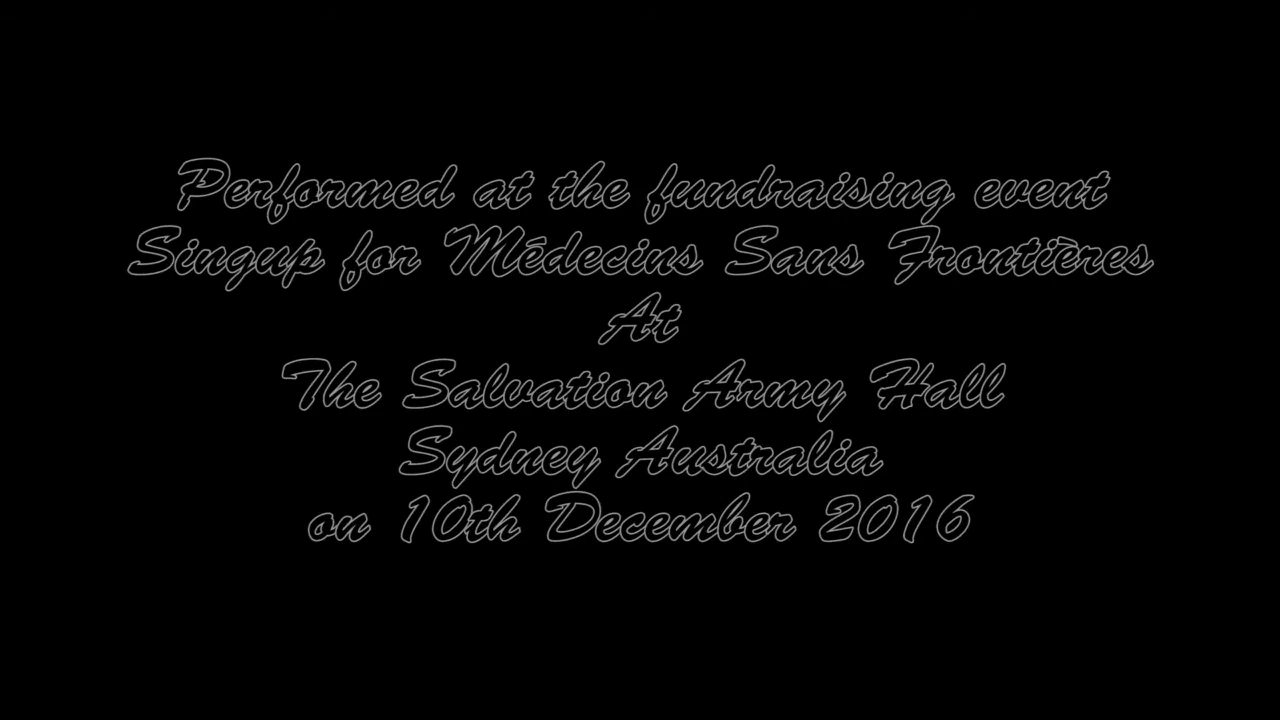 Performed at the fundraising event
Singup for Médecins Sans Frontières
At
The Salvation Army Hall
Sydney Australia
on 10th December 2016